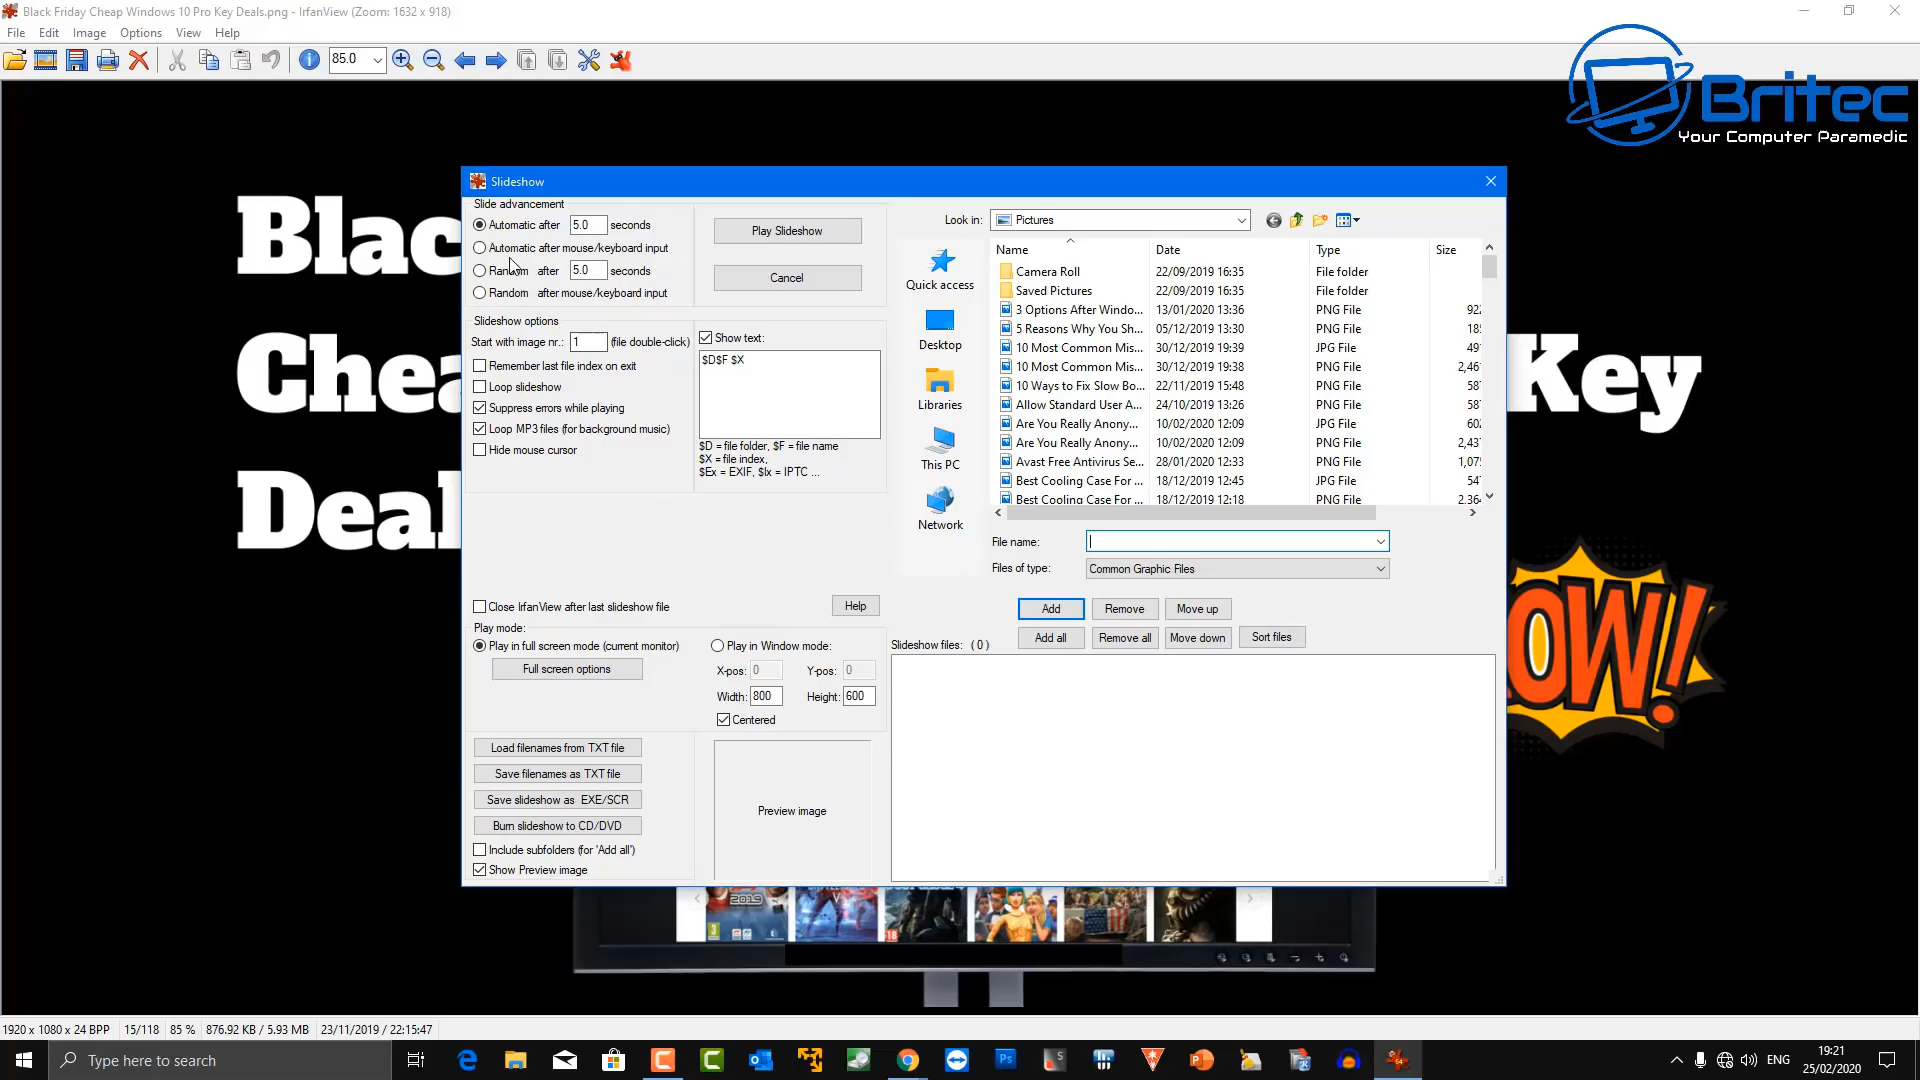 Black Friday Cheap Windows 10 Pro Key Deals.png - IrfanView (Zoom: 1632 x 918)
File Edit Image Options View Help
85.0
Britec
Your Computer Paramedic
Blac
Chea
Key
Deal
OW!
Slideshow
Slide advancement
Automatic after 5.0 seconds
Automatic after mouse/keyboard input
Random after 5.0 seconds
Random after mouse/keyboard input
Play Slideshow
Cancel
Slideshow options
Start with image nr.: 1 (file double-click)
Remember last file index on exit
Loop slideshow
Suppress errors while playing
Loop MP3 files (for background music)
Hide mouse cursor
Show text:
$D$F $X
$D = file folder, $F = file name
$X = file index,
$Ex = EXIF, $Ix = IPTC ...
Close IrfanView after last slideshow file
Help
Play mode:
Play in full screen mode (current monitor)
Full screen options
Play in Window mode:
X-pos: 0 Y-pos: 0
Width: 800 Height: 600
Centered
Load filenames from TXT file
Save filenames as TXT file
Save slideshow as EXE/SCR
Burn slideshow to CD/DVD
Include subfolders (for 'Add all')
Show Preview image
Preview image
Look in: Pictures
Quick access
Desktop
Libraries
This PC
Network
Name Date Type Size
Camera Roll 22/09/2019 16:35 File folder
Saved Pictures 22/09/2019 16:35 File folder
3 Options After Windo... 13/01/2020 13:36 PNG File 922
5 Reasons Why You Sh... 05/12/2019 13:30 PNG File 185
10 Most Common Mis... 30/12/2019 19:39 JPG File 49
10 Most Common Mis... 30/12/2019 19:38 PNG File 2,46
10 Ways to Fix Slow Bo... 22/11/2019 15:48 PNG File 587
Allow Standard User A... 24/10/2019 13:26 PNG File 587
Are You Really Anony... 10/02/2020 12:09 JPG File 602
Are You Really Anony... 10/02/2020 12:09 PNG File 2,43
Avast Free Antivirus Se... 28/01/2020 12:33 PNG File 1,07
Best Cooling Case For ... 18/12/2019 12:45 JPG File 54
Best Cooling Case For ... 18/12/2019 12:18 PNG File 2.36
File name:
Files of type: Common Graphic Files
Add Remove Move up
Add all Remove all Move down Sort files
Slideshow files: ( 0 )
2019
18
1920 x 1080 x 24 BPP 15/118 85 % 876.92 KB / 5.93 MB 23/11/2019 / 22:15:47
Type here to search
ENG
19:21
25/02/2020